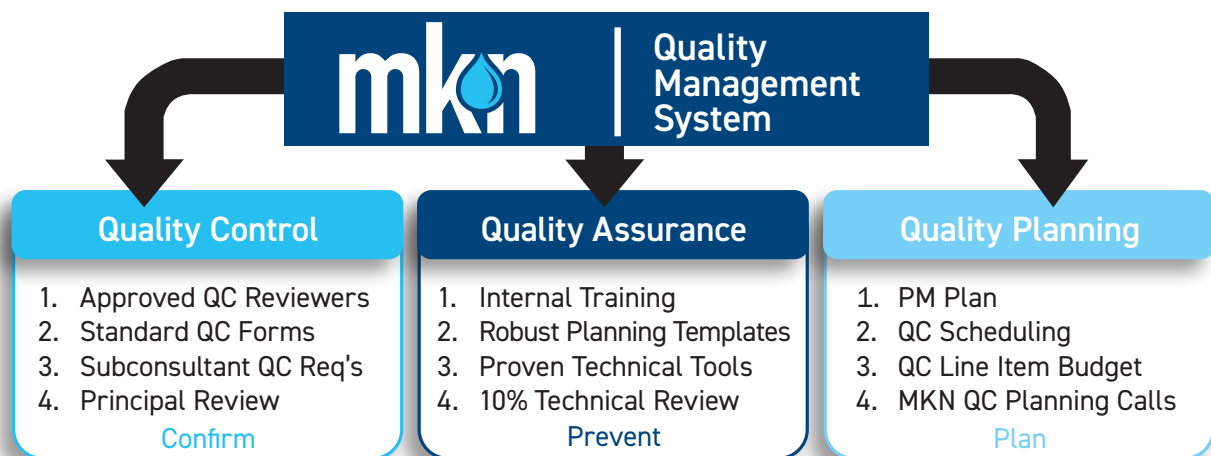 mkn
Quality
Management
System
Quality Control
1. Approved QC Reviewers
2. Standard QC Forms
3. Subconsultant QC Req's
4. Principal Review
Confirm
Quality Assurance
1. Internal Training
2. Robust Planning Templates
3. Proven Technical Tools
4. 10% Technical Review
Prevent
Quality Planning
1. PM Plan
2. QC Scheduling
3. QC Line Item Budget
4. MKN QC Planning Calls
Plan